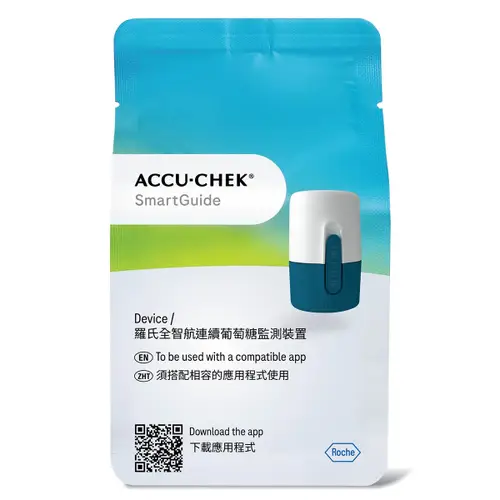 ACCU-CHEK®
SmartGuide
Device /
羅氏全智航連續葡萄糖監測裝置
EN To be used with a compatible app
ZHT 須搭配相容的應用程式使用
Download the app
下載應用程式
Roche